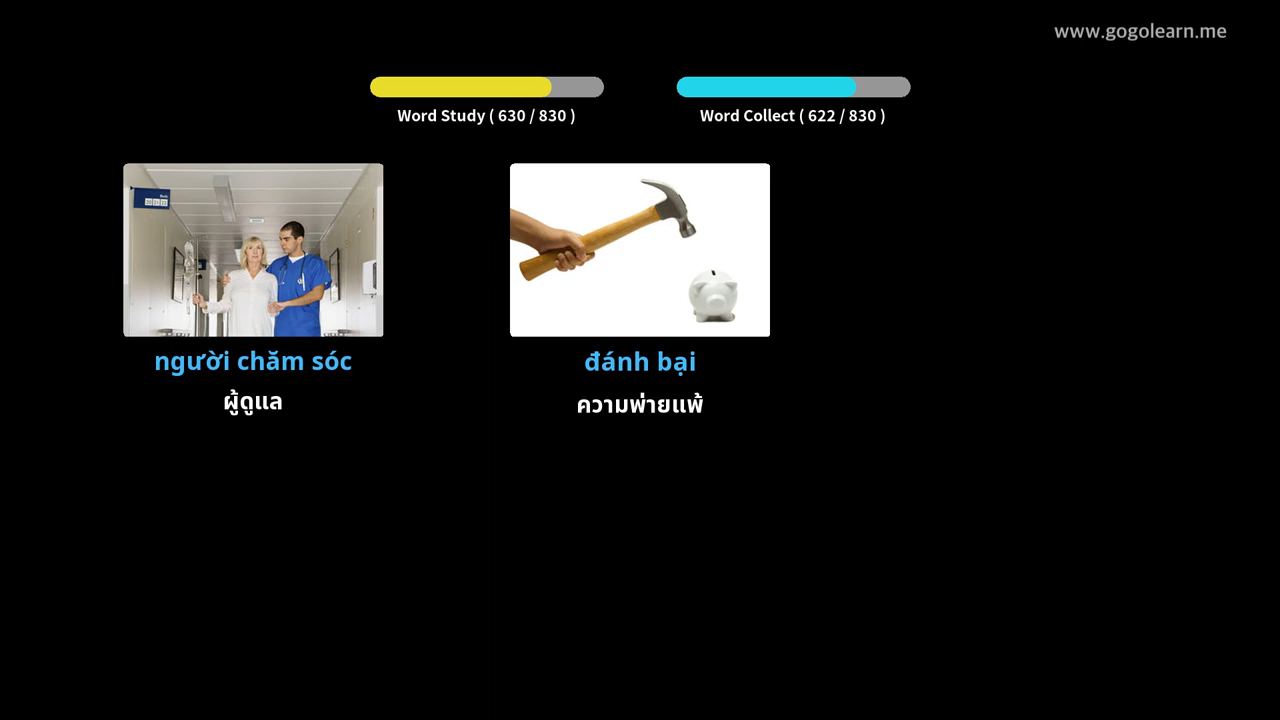 www.gogolearn.me
Word Study ( 630 / 830 )
Word Collect ( 622 / 830 )
người chăm sóc
ผู้ดูแล
đánh bại
ความพ่ายแพ้